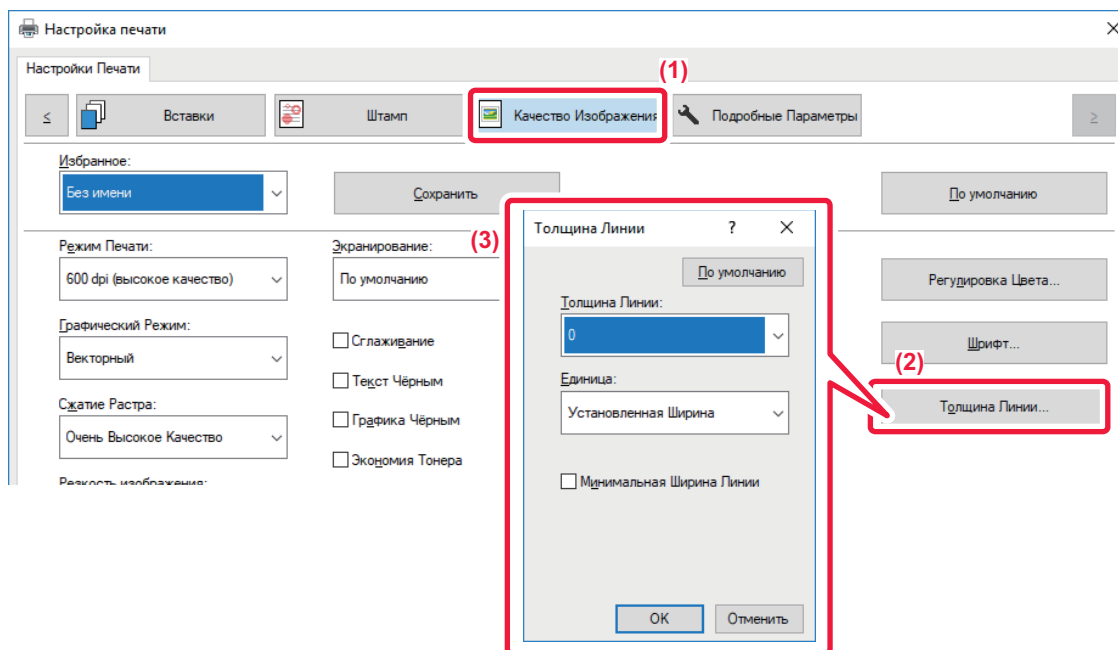 Настройка печати
Настройки Печати
(1)
<
Вставки
Штамп
Качество Изображения
Подробные Параметры
>
Избранное:
Без имени
Сохранить
По умолчанию
Режим Печати:
600 dpi (высокое качество)
Экранирование:
По умолчанию
Регулировка Цвета...
Графический Режим:
Векторный
Сглаживание
Шрифт...
Текст Чёрным
(2)
Толщина Линии...
Сжатие Растра:
Очень Высокое Качество
Графика Чёрным
Экономия Тонера
Резкость изображения:
(3)
Толщина Линии
?
По умолчанию
Толщина Линии:
0
Единица:
Установленная Ширина
Минимальная Ширина Линии
OK
Отменить